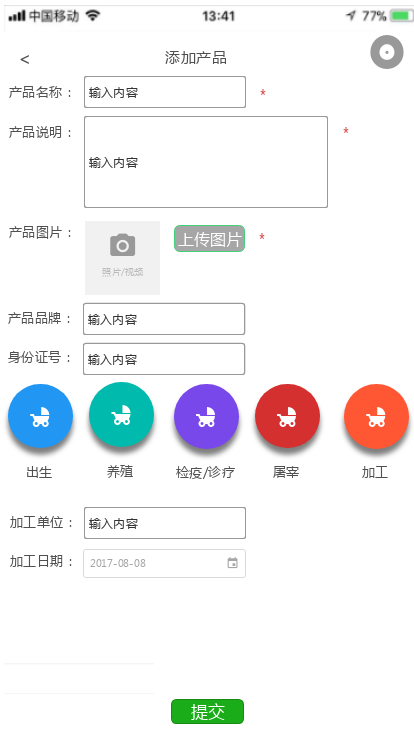 中国移动 13:41 77%
< 添加产品
产品名称： 输入内容 *
产品说明： 输入内容 *
产品图片： 照片/视频 上传图片 *
产品品牌： 输入内容
身份证号： 输入内容
出生 养殖 检疫/诊疗 屠宰 加工
加工单位： 输入内容
加工日期： 2017-08-08
提交